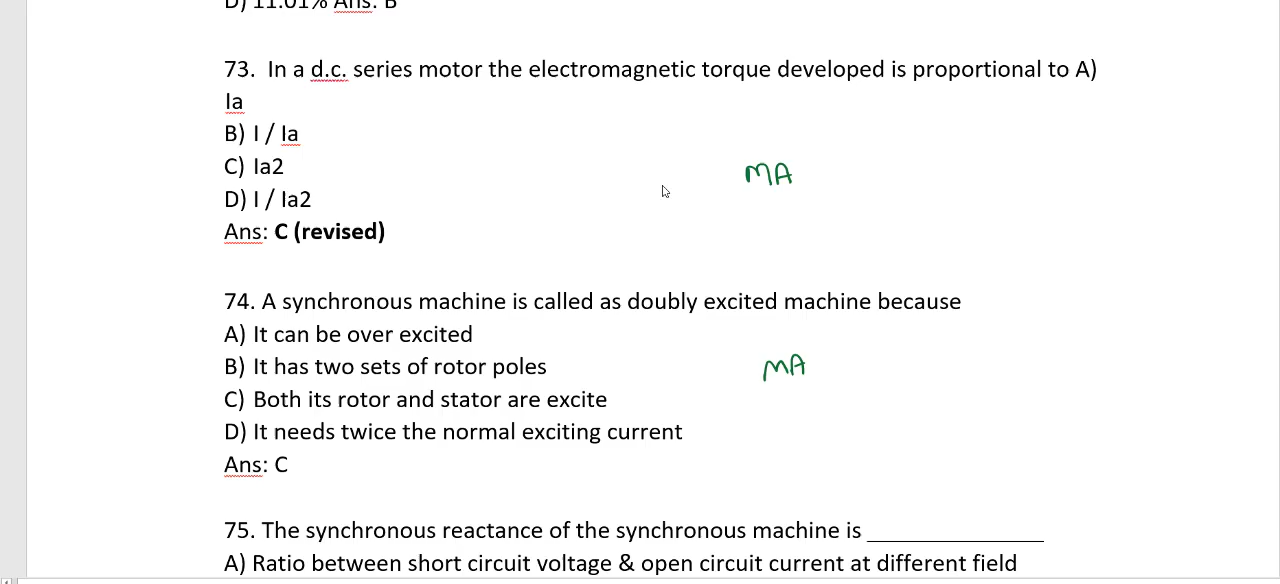 D) 11.01% Ans: B
73.  In a d.c. series motor the electromagnetic torque developed is proportional to A)
Ia
B) I / Ia
C) Ia2
MA
D) I / Ia2
Ans: C (revised)
74. A synchronous machine is called as doubly excited machine because
A) It can be over excited
B) It has two sets of rotor poles
MA
C) Both its rotor and stator are excite
D) It needs twice the normal exciting current
Ans: C
75. The synchronous reactance of the synchronous machine is _______________
A) Ratio between short circuit voltage & open circuit current at different field